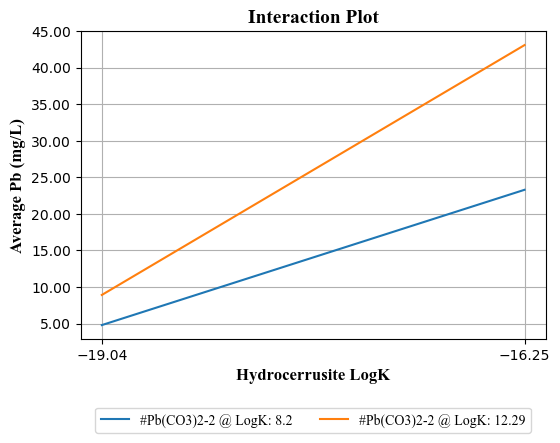 Interaction Plot
45.00
40.00
35.00
30.00
25.00
20.00
15.00
10.00
5.00
Average Pb (mg/L)
−19.04
−16.25
Hydrocerrusite LogK
#Pb(CO3)2-2 @ LogK: 8.2
#Pb(CO3)2-2 @ LogK: 12.29